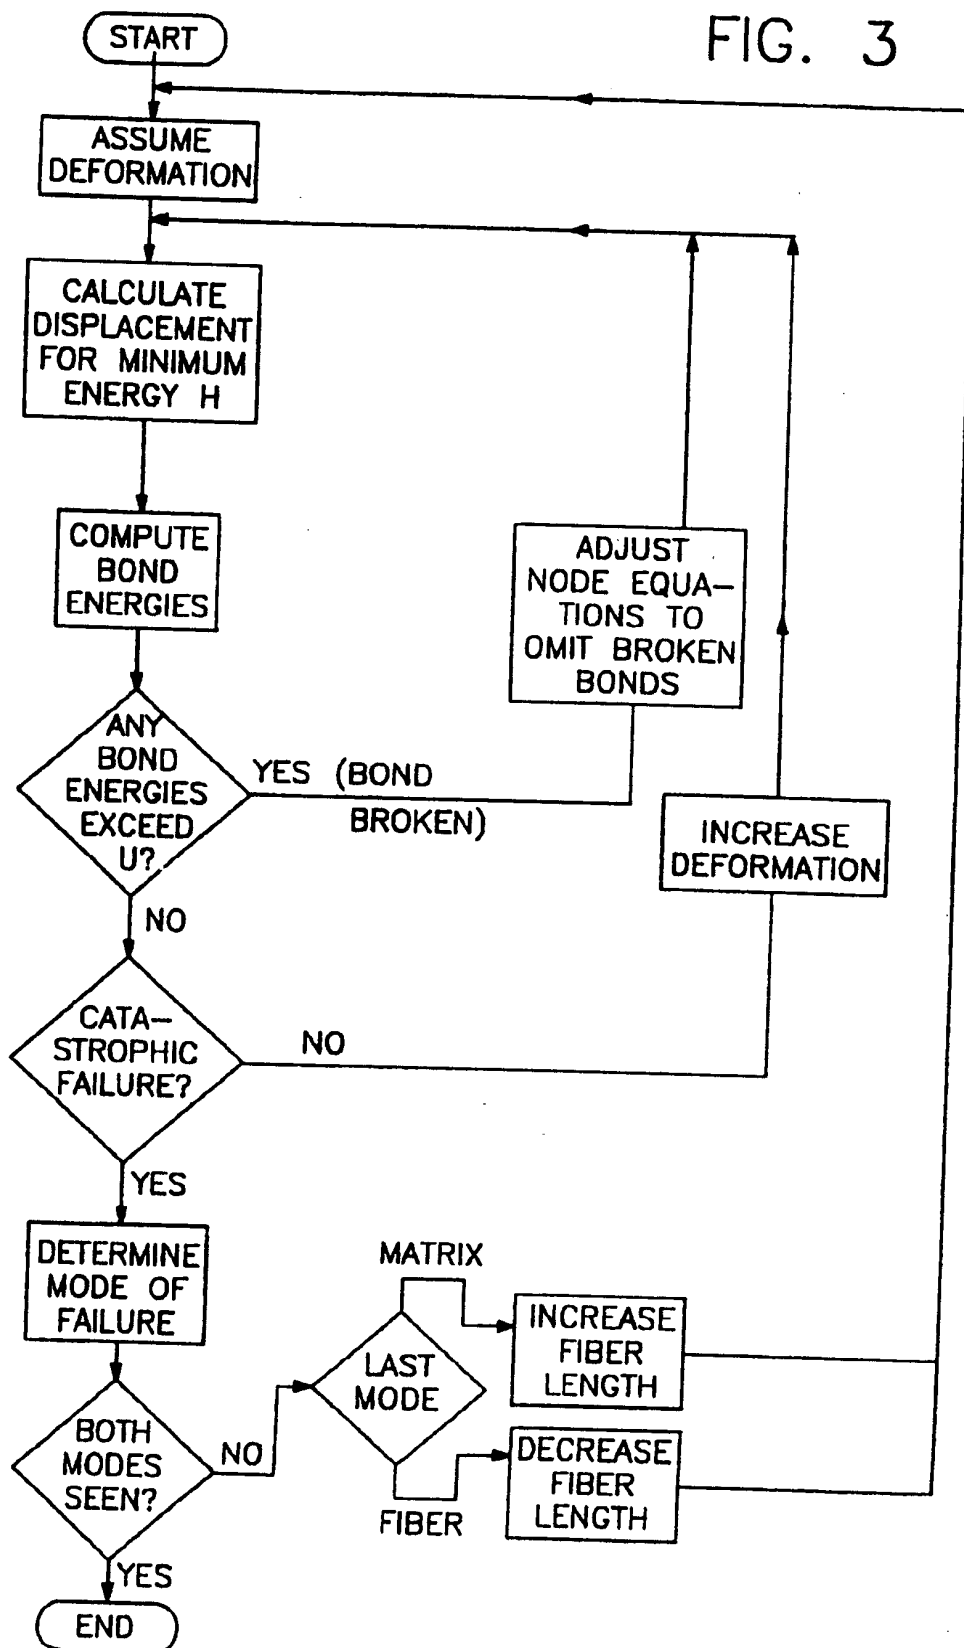 FIG. 3
START
ASSUME
DEFORMATION
CALCULATE
DISPLACEMENT
FOR MINIMUM
ENERGY H
COMPUTE
BOND
ENERGIES
ADJUST
NODE EQUA-
TIONS TO
OMIT BROKEN
BONDS
ANY
BOND
ENERGIES
EXCEED
U?
YES (BOND
BROKEN)
INCREASE
DEFORMATION
NO
CATA-
STROPHIC
FAILURE?
NO
YES
DETERMINE
MODE OF
FAILURE
MATRIX
LAST
MODE
INCREASE
FIBER
LENGTH
BOTH
MODES
SEEN?
NO
FIBER
DECREASE
FIBER
LENGTH
YES
END